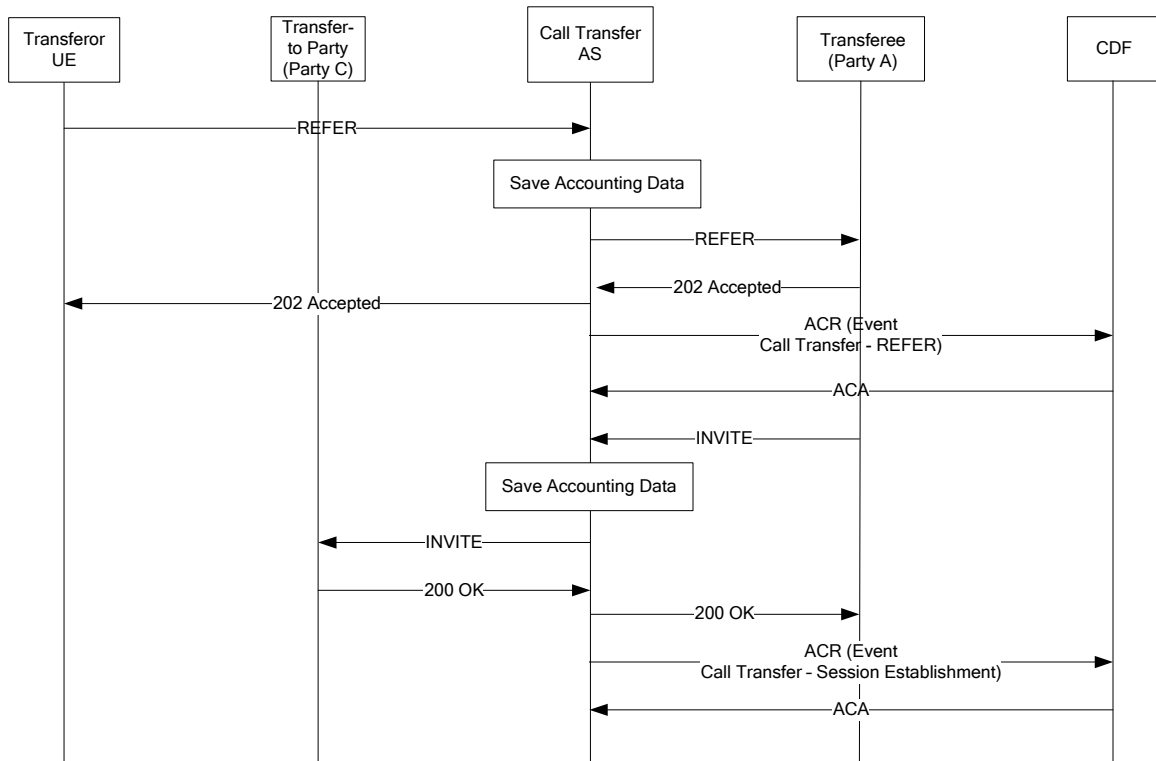 Transferor
UE
Transfer-
to Party
(Party C)
Call Transfer
AS
Transferee
(Party A)
CDF
REFER
Save Accounting Data
REFER
202 Accepted
202 Accepted
ACR (Event
Call Transfer - REFER)
ACA
INVITE
Save Accounting Data
INVITE
200 OK
200 OK
ACR (Event
Call Transfer – Session Establishment)
ACA